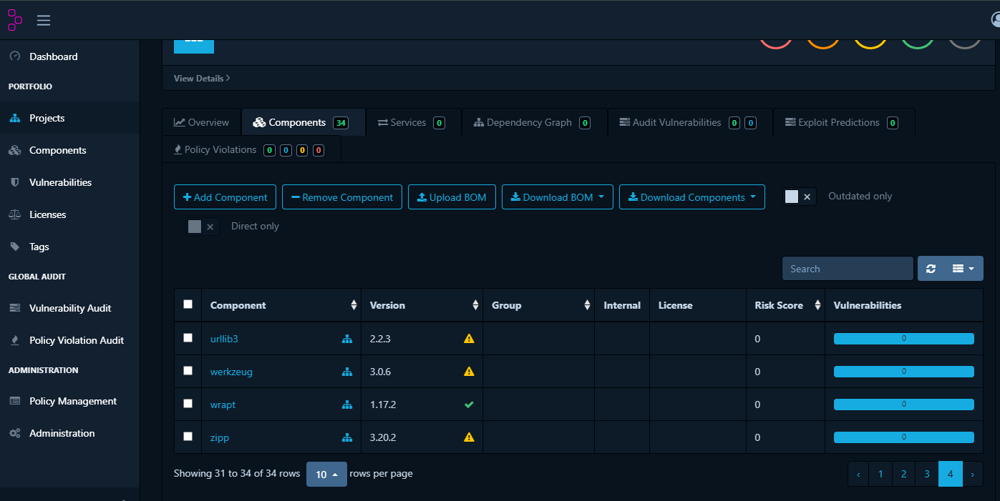 Dashboard
PORTFOLIO
Projects
Components
Vulnerabilities
Licenses
Tags
GLOBAL AUDIT
Vulnerability Audit
Policy Violation Audit
ADMINISTRATION
Policy Management
Administration
View Details
Overview Components 34 Services 0 Dependency Graph 0 Audit Vulnerabilities 0 0 Exploit Predictions 0
Policy Violations 0 0 0 0
Add Component Remove Component Upload BOM Download BOM Download Components Outdated only
Direct only
Search
Component Version Group Internal License Risk Score Vulnerabilities
urllib3 2.2.3 0 0
werkzeug 3.0.6 0 0
wrapt 1.17.2 0 0
zipp 3.20.2 0 0
Showing 31 to 34 of 34 rows 10 rows per page ‹ 1 2 3 4 ›